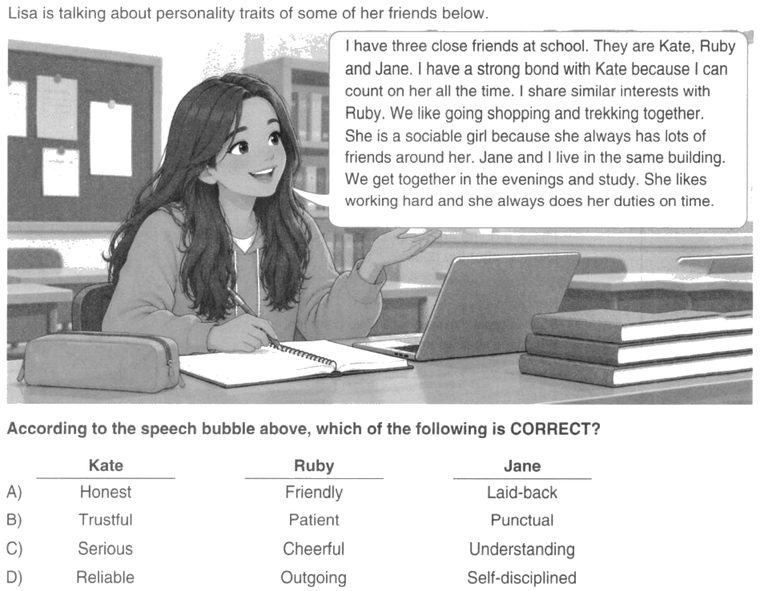 Lisa is talking about personality traits of some of her friends below.
I have three close friends at school. They are Kate, Ruby
and Jane. I have a strong bond with Kate because I can
count on her all the time. I share similar interests with
Ruby. We like going shopping and trekking together.
She is a sociable girl because she always has lots of
friends around her. Jane and I live in the same building.
We get together in the evenings and study. She likes
working hard and she always does her duties on time.
According to the speech bubble above, which of the following is CORRECT?
Kate Ruby Jane
A) Honest Friendly Laid-back
B) Trustful Patient Punctual
C) Serious Cheerful Understanding
D) Reliable Outgoing Self-disciplined